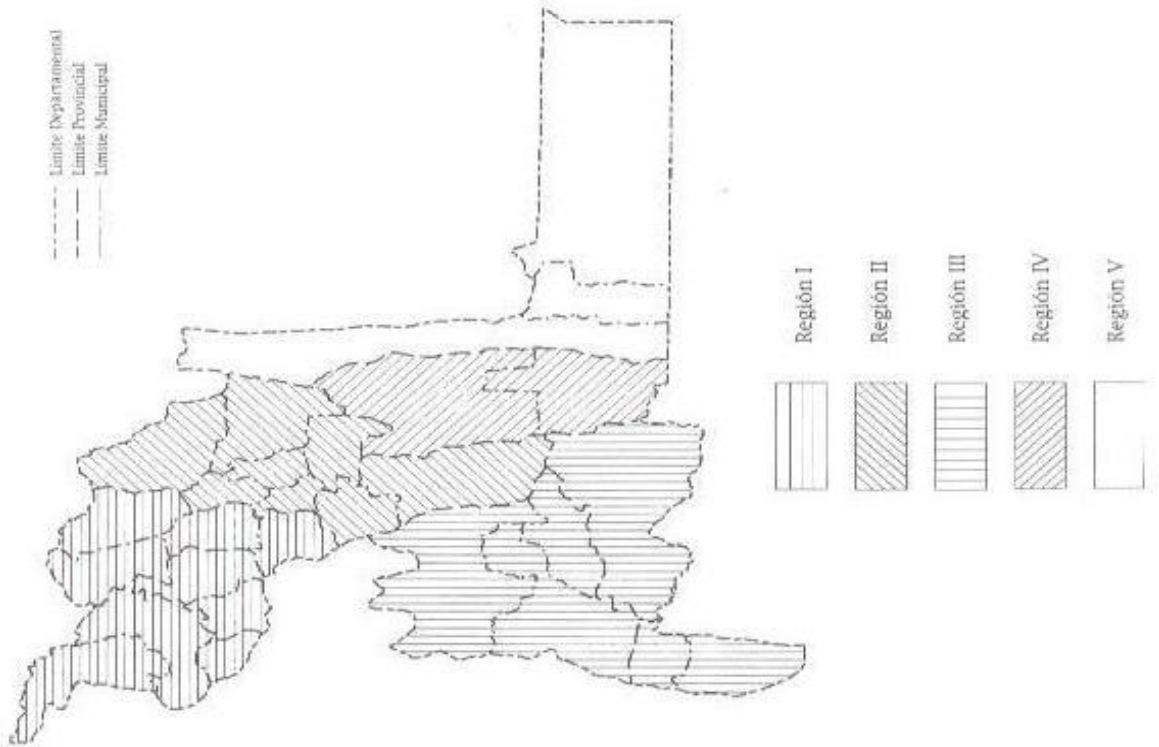 Límite Departamental
Límite Provincial
Límite Municipal
Región I
Región II
Región III
Región IV
Región V